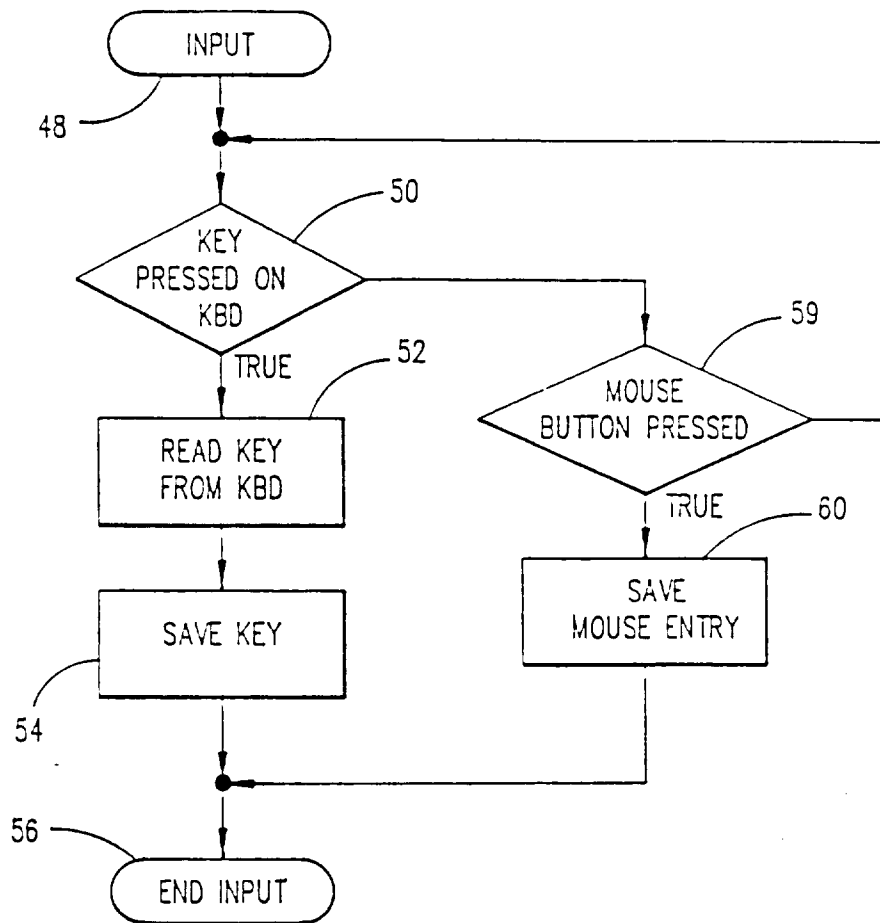 INPUT
48
50
KEY
PRESSED ON
KBD
TRUE
52
59
MOUSE
BUTTON PRESSED
READ KEY
FROM KBD
TRUE
60
SAVE
MOUSE ENTRY
SAVE KEY
54
56
END INPUT